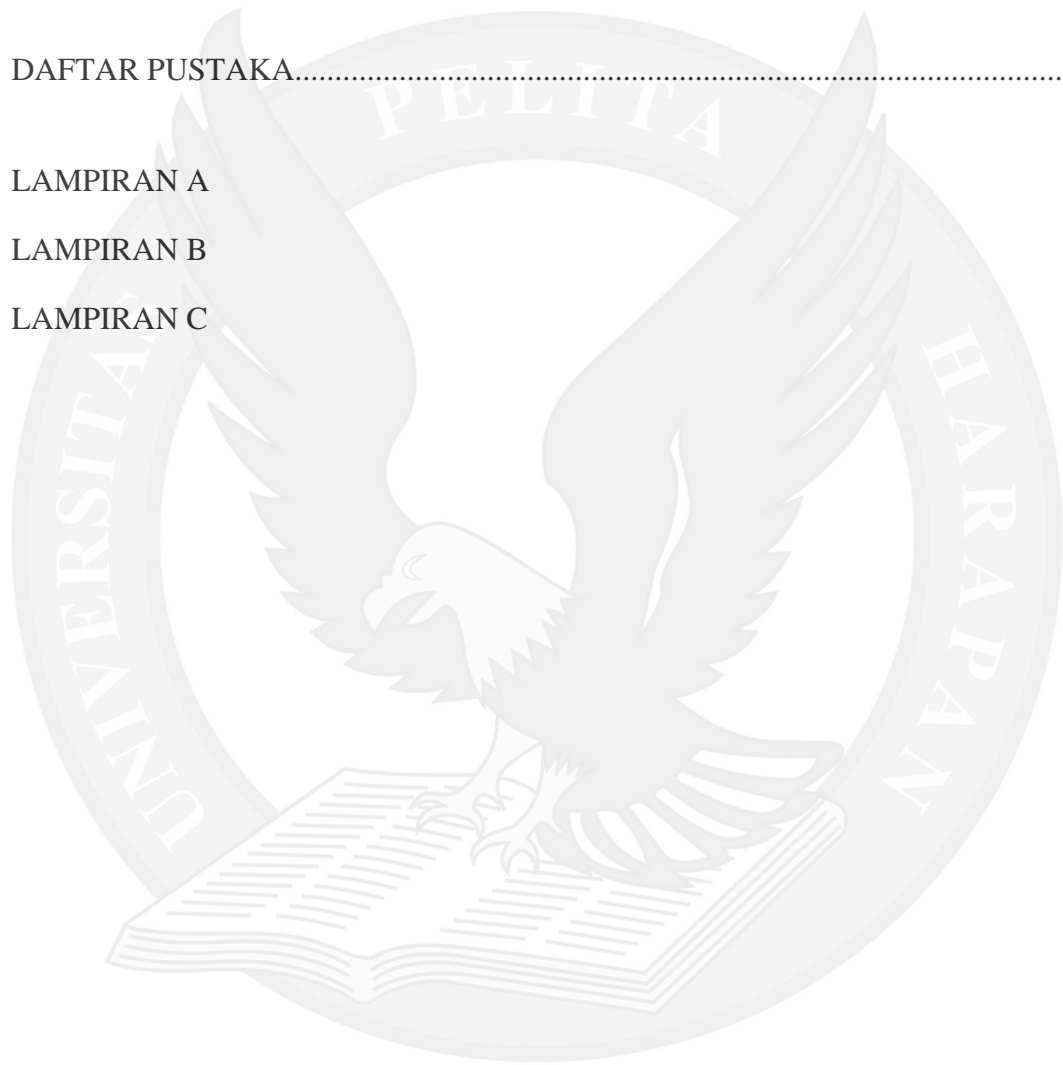 DAFTAR PUSTAKA................................................................................................
LAMPIRAN A
LAMPIRAN B
LAMPIRAN C
UNIVERSITAS PELITA HARAPAN